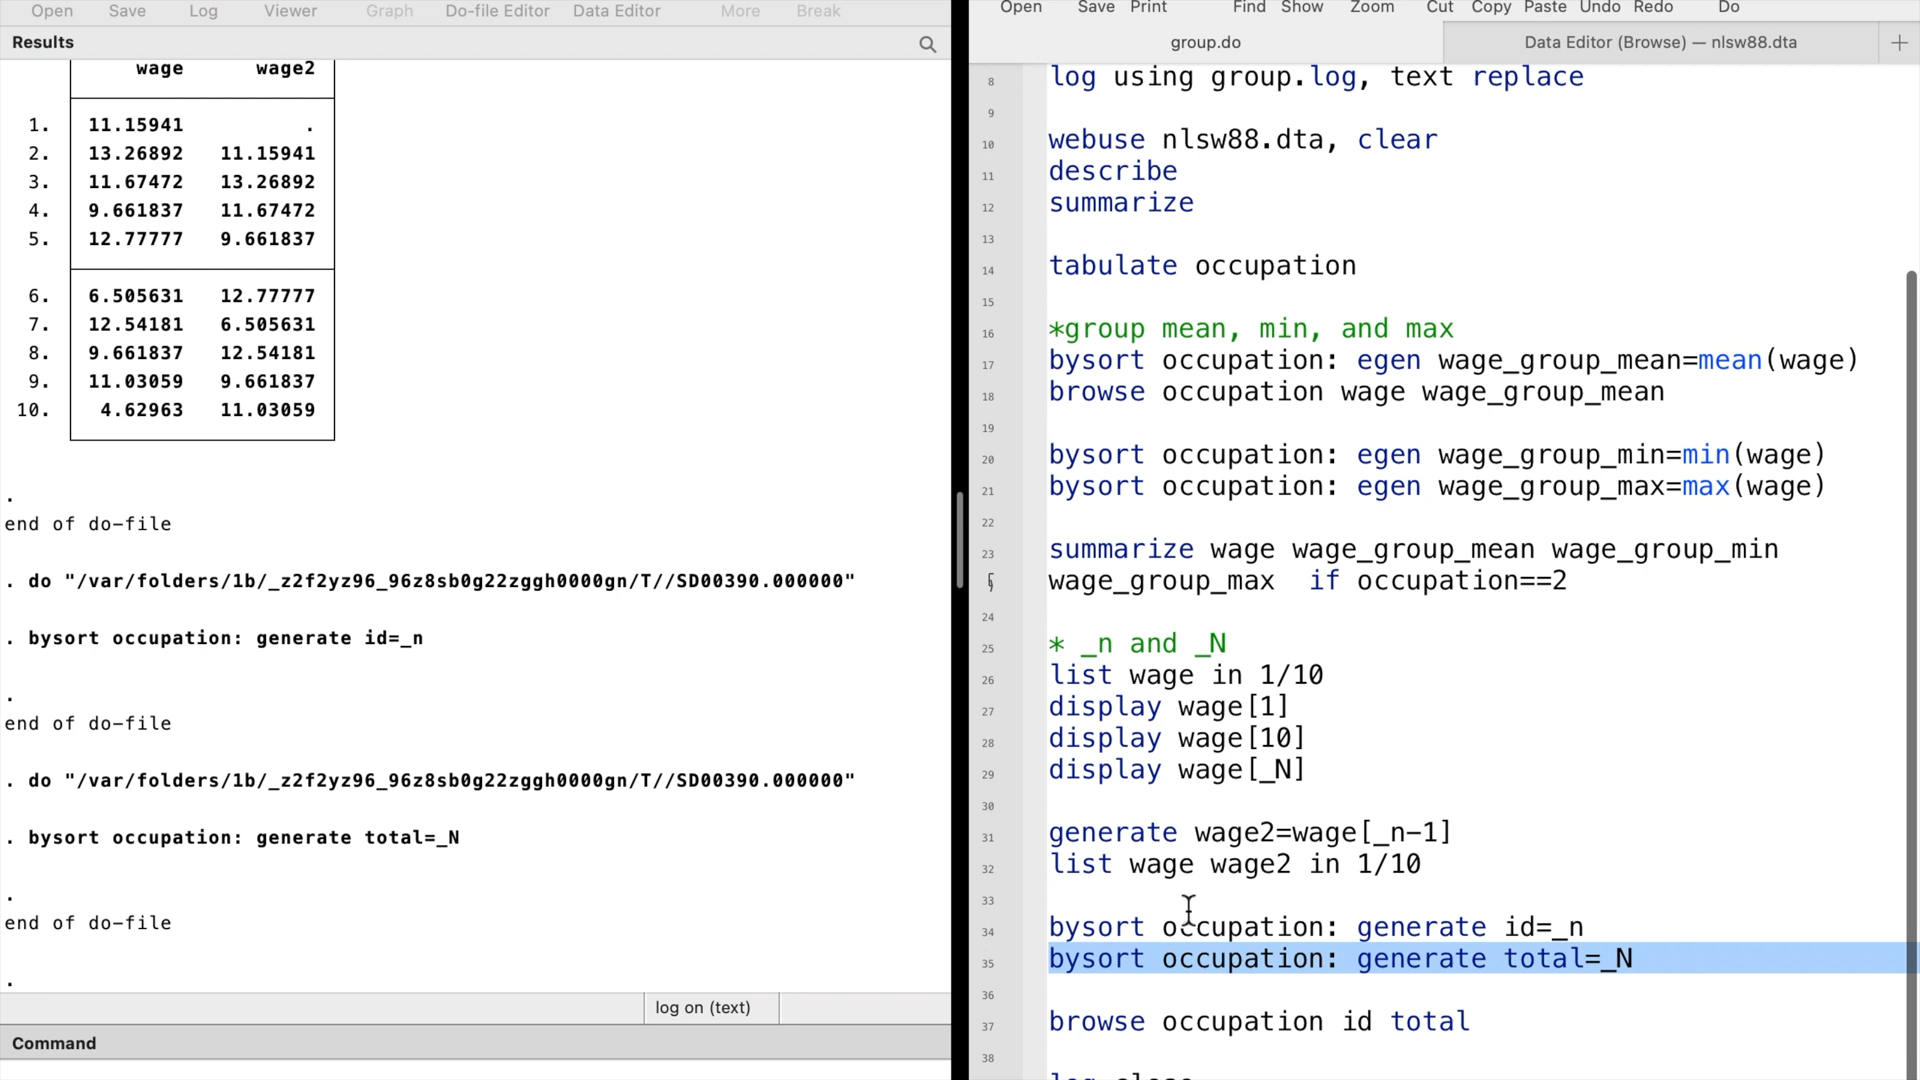 Open Save Log Viewer Graph Do-file Editor Data Editor More Break
Results
wage wage2
1. 11.15941 .
2. 13.26892 11.15941
3. 11.67472 13.26892
4. 9.661837 11.67472
5. 12.77777 9.661837
6. 6.505631 12.77777
7. 12.54181 6.505631
8. 9.661837 12.54181
9. 11.03059 9.661837
10. 4.62963 11.03059
.
end of do-file
. do "/var/folders/1b/_z2f2yz96_96z8sb0g22zggh0000gn/T//SD00390.000000"
. bysort occupation: generate id=_n
.
end of do-file
. do "/var/folders/1b/_z2f2yz96_96z8sb0g22zggh0000gn/T//SD00390.000000"
. bysort occupation: generate total=_N
.
end of do-file
.
log on (text)
Command
Open Save Print Find Show Zoom Cut Copy Paste Undo Redo Do
group.do Data Editor (Browse) — nlsw88.dta
8 log using group.log, text replace
9
10 webuse nlsw88.dta, clear
11 describe
12 summarize
13
14 tabulate occupation
15
16 *group mean, min, and max
17 bysort occupation: egen wage_group_mean=mean(wage)
18 browse occupation wage wage_group_mean
19
20 bysort occupation: egen wage_group_min=min(wage)
21 bysort occupation: egen wage_group_max=max(wage)
22
23 summarize wage wage_group_mean wage_group_min
wage_group_max  if occupation==2
24
25 * _n and _N
26 list wage in 1/10
27 display wage[1]
28 display wage[10]
29 display wage[_N]
30
31 generate wage2=wage[_n-1]
32 list wage wage2 in 1/10
33
34 bysort occupation: generate id=_n
35 bysort occupation: generate total=_N
36
37 browse occupation id total
38
log close